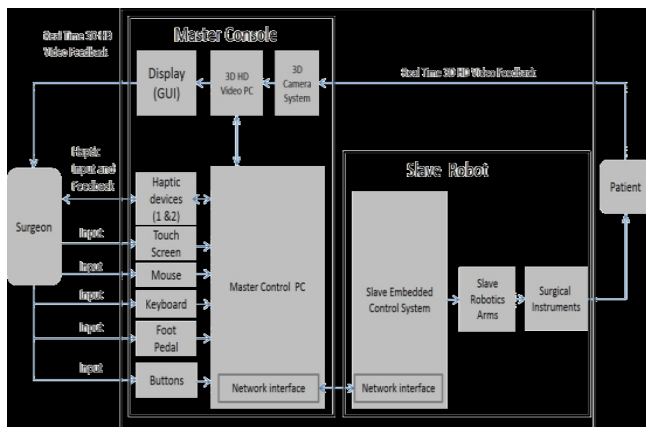 Real Time 3D HD
Video Feedback
Master Console
Display
(GUI)
3D HD
Video PC
3D
Camera
System
Real Time 3D HD Video Feedback
Haptic
Input and
Feedback
Slave Robot
Surgeon
Patient
Haptic
devices
(1 &2)
Input
Touch
Screen
Input
Mouse
Input
Keyboard
Input
Foot
Pedal
Input
Buttons
Master Control PC
Network interface
Slave Embedded
Control System
Network interface
Slave
Robotics
Arms
Surgical
Instruments